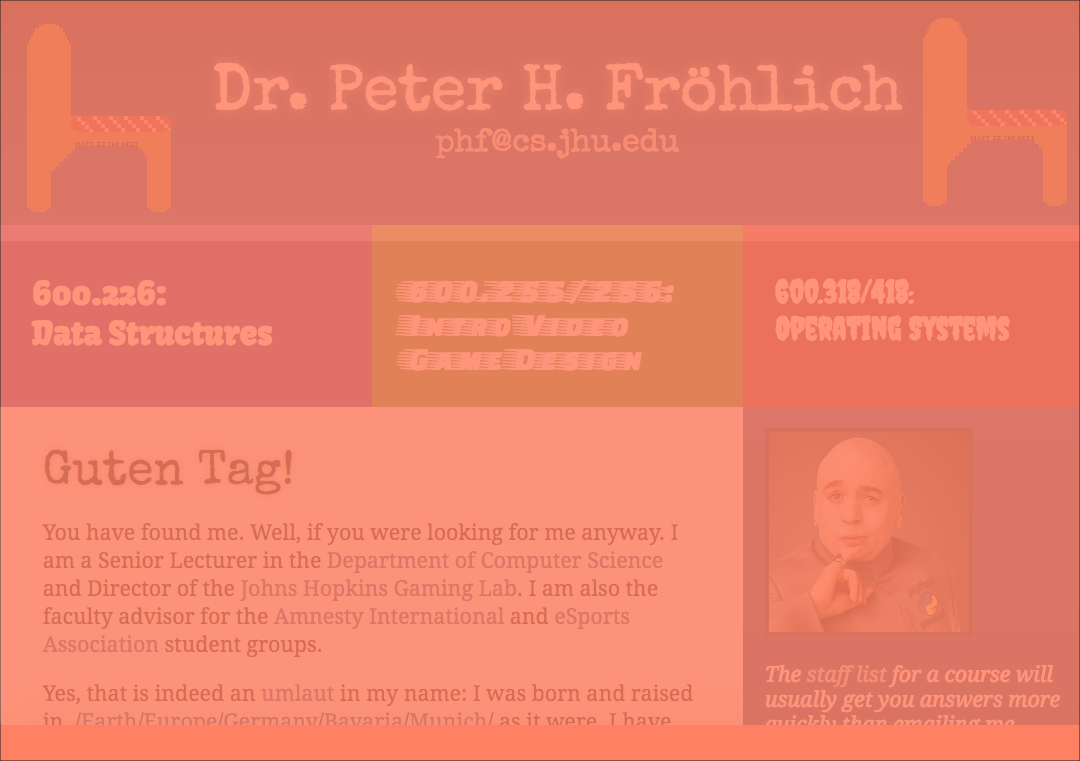 Dr. Peter H. Fröhlich
phf@cs.jhu.edu
600.226:
Data Structures
600.255/256:
Intro Video
Game Design
600.318/418:
OPERATING SYSTEMS
Guten Tag!
You have found me. Well, if you were looking for me anyway. I
am a Senior Lecturer in the Department of Computer Science
and Director of the Johns Hopkins Gaming Lab. I am also the
faculty advisor for the Amnesty International and eSports
Association student groups.
Yes, that is indeed an umlaut in my name: I was born and raised
in /Earth/Europe/Germany/Bavaria/Munich/ as it were. I have
The staff list for a course will
usually get you answers more
quickly than emailing me